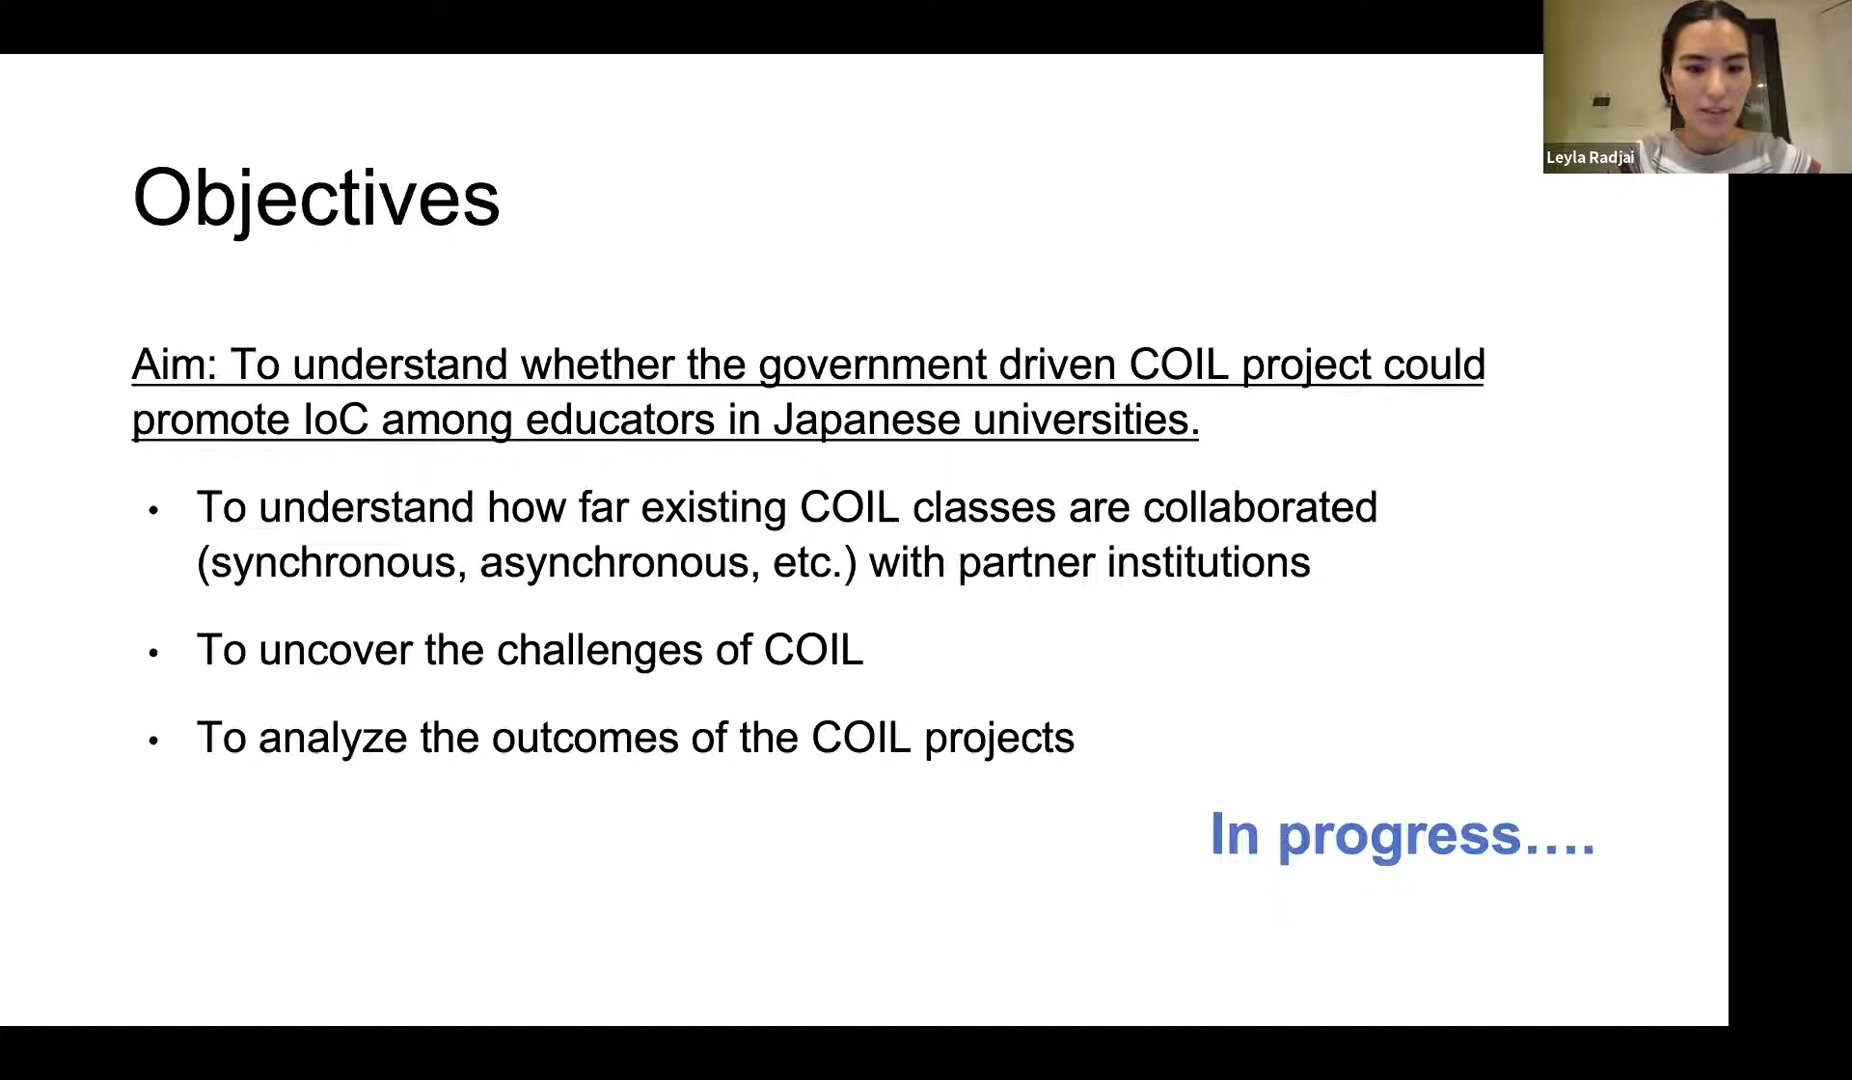 Leyla Radjai
Objectives
Aim: To understand whether the government driven COIL project could
promote IoC among educators in Japanese universities.
• To understand how far existing COIL classes are collaborated
(synchronous, asynchronous, etc.) with partner institutions
• To uncover the challenges of COIL
• To analyze the outcomes of the COIL projects
In progress....